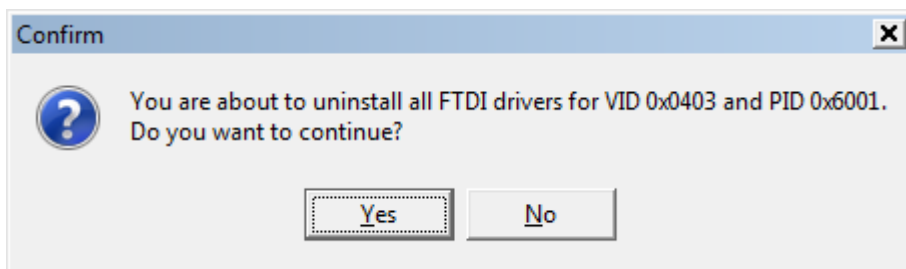 Confirm
You are about to uninstall all FTDI drivers for VID 0x0403 and PID 0x6001.
Do you want to continue?
Yes
No